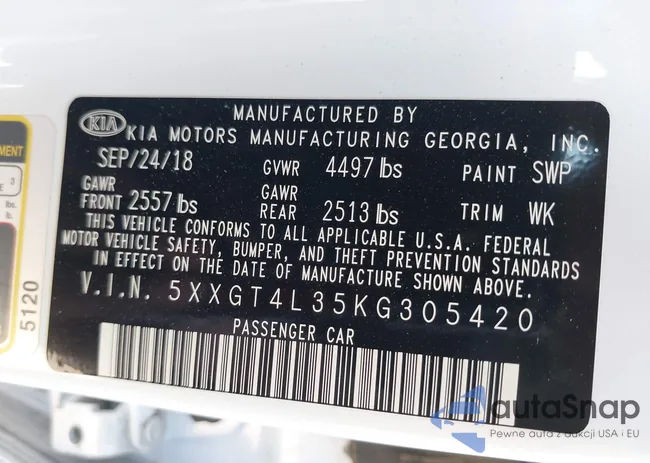 MANUFACTURED BY
KIA KIA MOTORS MANUFACTURING GEORGIA, INC.
SEP/24/18 GVWR 4497 lbs PAINT SWP
GAWR FRONT 2557 lbs GAWR REAR 2513 lbs TRIM WK
THIS VEHICLE CONFORMS TO ALL APPLICABLE U.S.A. FEDERAL
MOTOR VEHICLE SAFETY, BUMPER, AND THEFT PREVENTION STANDARDS
IN EFFECT ON THE DATE OF MANUFACTURE SHOWN ABOVE.
V.I.N. 5XXGT4L35KG305420
PASSENGER CAR
5120
3
autaSnap
Pewne auta z aukcji USA i EU